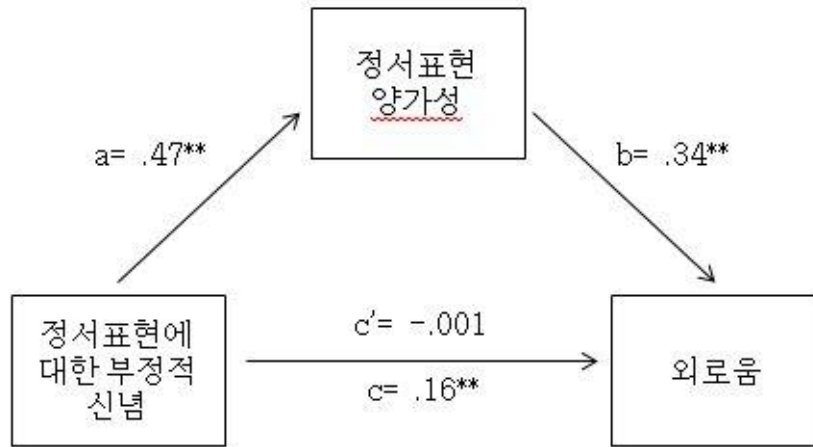 정서표현
양가성
a= .47**
b= .34**
정서표현에
대한 부정적
신념
c'= -.001
c= .16**
외로움